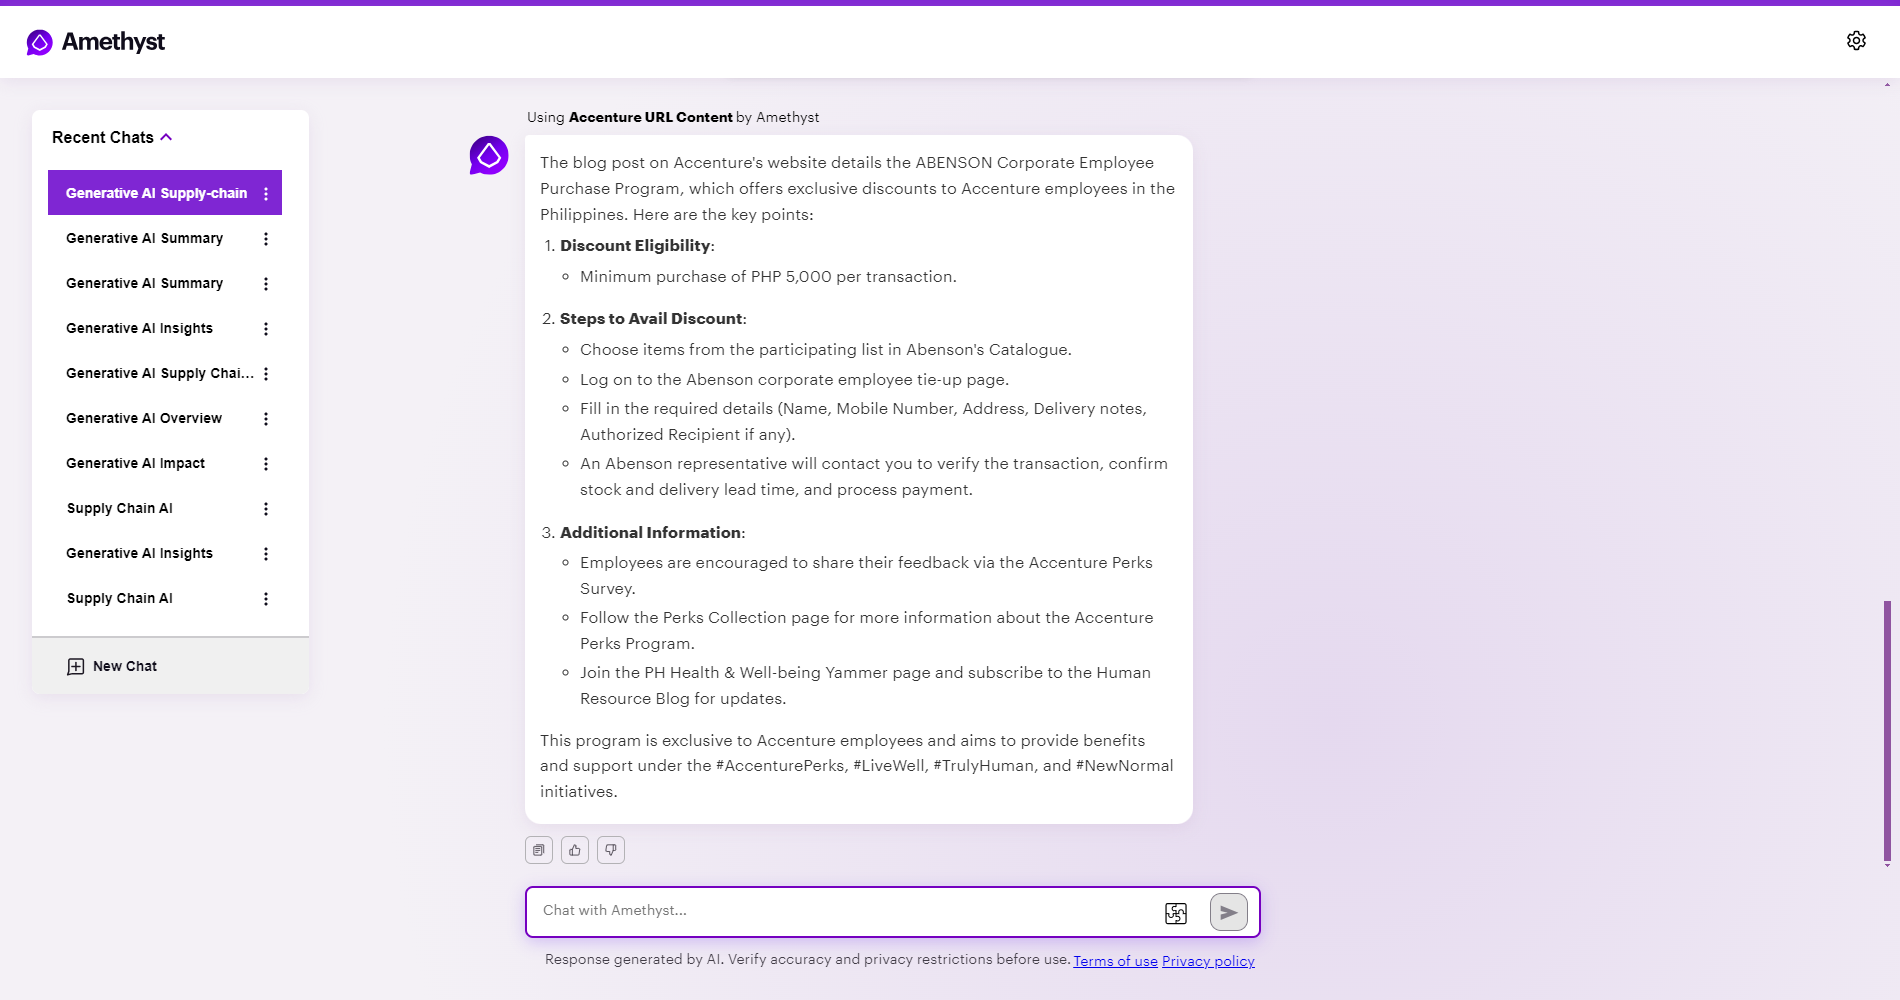 Amethyst
Recent Chats
Generative AI Supply-chain
Generative AI Summary
Generative AI Summary
Generative AI Insights
Generative AI Supply Chai...
Generative AI Overview
Generative AI Impact
Supply Chain AI
Generative AI Insights
Supply Chain AI
New Chat
Using Accenture URL Content by Amethyst
The blog post on Accenture's website details the ABENSON Corporate Employee
Purchase Program, which offers exclusive discounts to Accenture employees in the
Philippines. Here are the key points:
1. Discount Eligibility:
Minimum purchase of PHP 5,000 per transaction.
2. Steps to Avail Discount:
Choose items from the participating list in Abenson's Catalogue.
Log on to the Abenson corporate employee tie-up page.
Fill in the required details (Name, Mobile Number, Address, Delivery notes,
Authorized Recipient if any).
An Abenson representative will contact you to verify the transaction, confirm
stock and delivery lead time, and process payment.
3. Additional Information:
Employees are encouraged to share their feedback via the Accenture Perks
Survey.
Follow the Perks Collection page for more information about the Accenture
Perks Program.
Join the PH Health & Well-being Yammer page and subscribe to the Human
Resource Blog for updates.
This program is exclusive to Accenture employees and aims to provide benefits
and support under the #AccenturePerks, #LiveWell, #TrulyHuman, and #NewNormal
initiatives.
Chat with Amethyst...
Response generated by AI. Verify accuracy and privacy restrictions before use. Terms of use Privacy policy